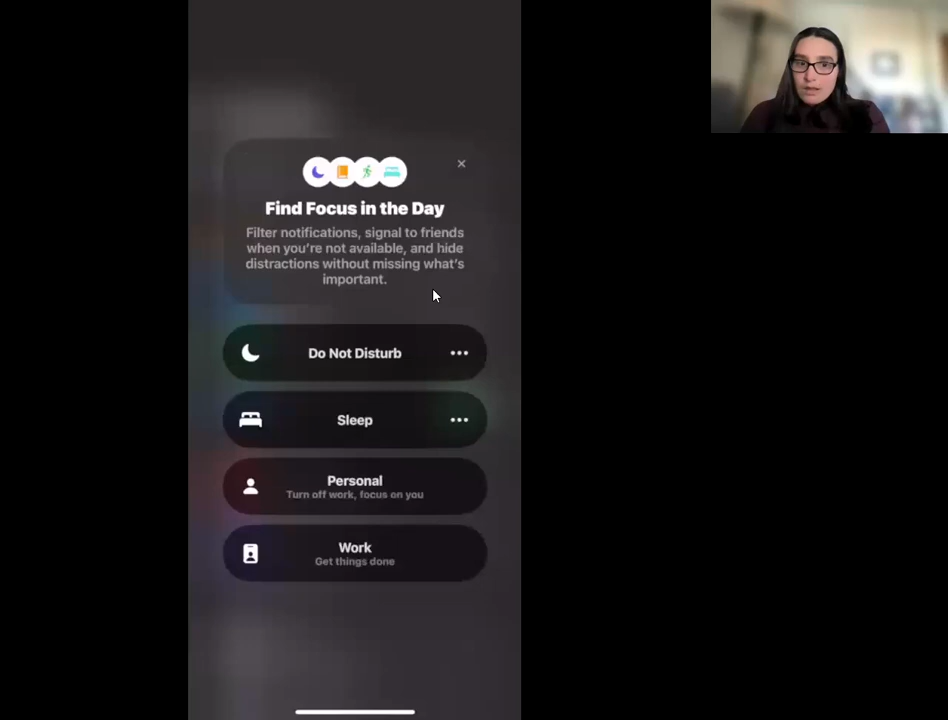 Find Focus in the Day
Filter notifications, signal to friends
when you're not available, and hide
distractions without missing what's
important.
Do Not Disturb
Sleep
Personal
Turn off work, focus on you
Work
Get things done